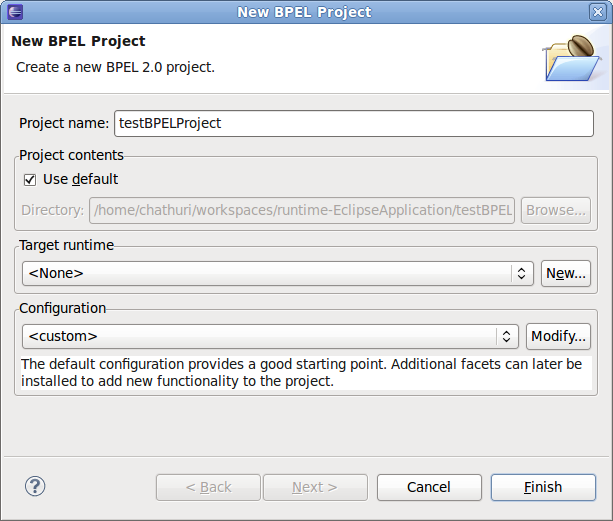 New BPEL Project
New BPEL Project
Create a new BPEL 2.0 project.
Project name: testBPELProject
Project contents
Use default
Directory: /home/chathuri/workspaces/runtime-EclipseApplication/testBPEL Browse...
Target runtime
<None> New...
Configuration
<custom> Modify...
The default configuration provides a good starting point. Additional facets can later be
installed to add new functionality to the project.
? < Back Next > Cancel Finish